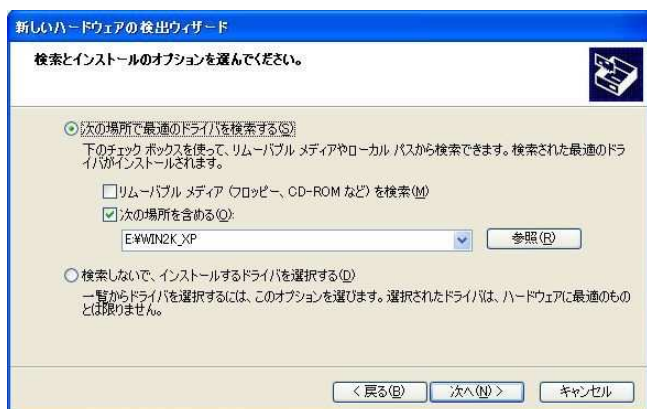 新しいハードウェアの検出ウィザード
検索とインストールのオプションを選んでください。
次の場所で最適のドライバを検索する(S)
下のチェック ボックスを使って、リムーバブル メディアやローカル パスから検索できます。検索された最適のドラ
イバがインストールされます。
リムーバブル メディア (フロッピー、CD-ROM など) を検索(M)
次の場所を含める(O):
E:¥WIN2K_XP
参照(R)
検索しないで、インストールするドライバを選択する(D)
一覧からドライバを選択するには、このオプションを選びます。選択されたドライバは、ハードウェアに最適のもの
とは限りません。
< 戻る(B)
次へ(N) >
キャンセル